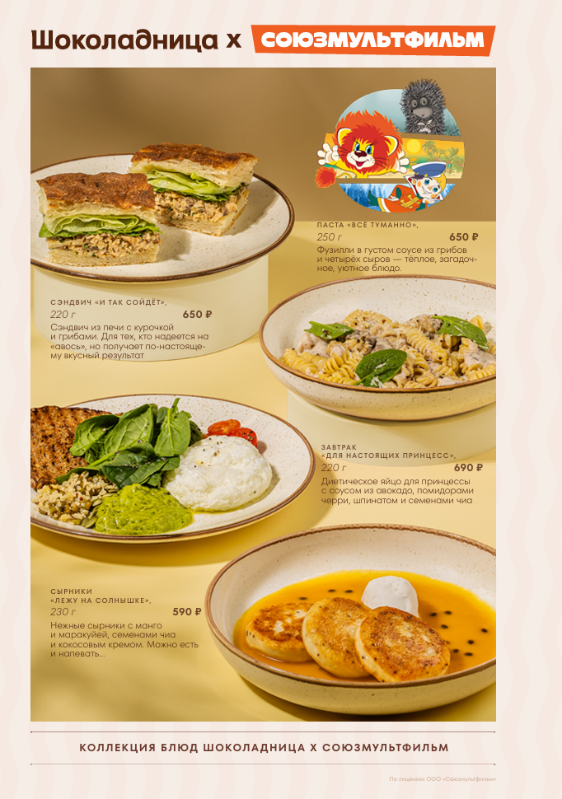 Шоколадница x СОЮЗМУЛЬТФИЛЬМ
ПАСТА «ВСЁ ТУМАННО»,
250 г 650 ₽
Фузилли в густом соусе из грибов
и четырёх сыров — тёплое, загадоч-
ное, уютное блюдо.
СЭНДВИЧ «И ТАК СОЙДЁТ»,
220 г 650 ₽
Сэндвич из печи с курочкой
и грибами. Для тех, кто надеется на
«авось», но получает по-настояще-
му вкусный результат
ЗАВТРАК
«ДЛЯ НАСТОЯЩИХ ПРИНЦЕСС»,
220 г 690 ₽
Диетическое яйцо для принцессы
с соусом из авокадо, помидорами
черри, шпинатом и семенами чиа
СЫРНИКИ
«ЛЕЖУ НА СОЛНЫШКЕ»,
230 г 590 ₽
Нежные сырники с манго
и маракуйей, семенами чиа
и кокосовым кремом. Можно есть
и напевать...
КОЛЛЕКЦИЯ БЛЮД ШОКОЛАДНИЦА X СОЮЗМУЛЬТФИЛЬМ
По лицензии ООО «Союзмультфильм»